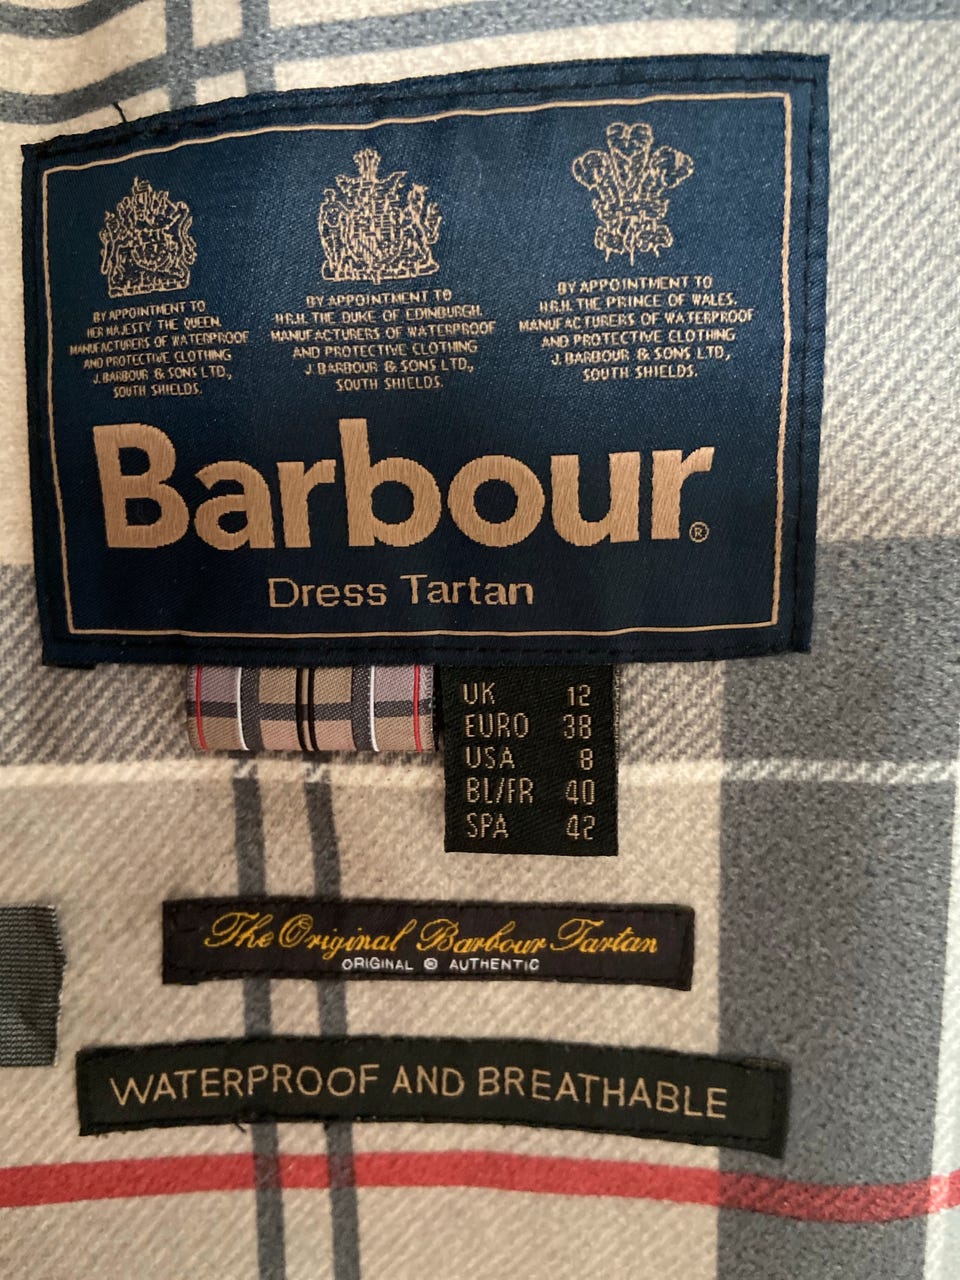 BY APPOINTMENT TO
HER MAJESTY THE QUEEN.
MANUFACTURERS OF WATERPROOF
AND PROTECTIVE CLOTHING
J. BARBOUR & SONS LTD.,
SOUTH SHIELDS.
BY APPOINTMENT TO
H.R.H. THE DUKE OF EDINBURGH.
MANUFACTURERS OF WATERPROOF
AND PROTECTIVE CLOTHING
J. BARBOUR & SONS LTD.,
SOUTH SHIELDS.
BY APPOINTMENT TO
H.R.H. THE PRINCE OF WALES.
MANUFACTURERS OF WATERPROOF
AND PROTECTIVE CLOTHING
J. BARBOUR & SONS LTD,
SOUTH SHIELDS.
Barbour®
Dress Tartan
UK 12
EURO 38
USA 8
BL/FR 40
SPA 42
The Original Barbour Tartan
ORIGINAL © AUTHENTIC
WATERPROOF AND BREATHABLE